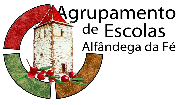 Agrupamento
de Escolas
Alfândega da Fé